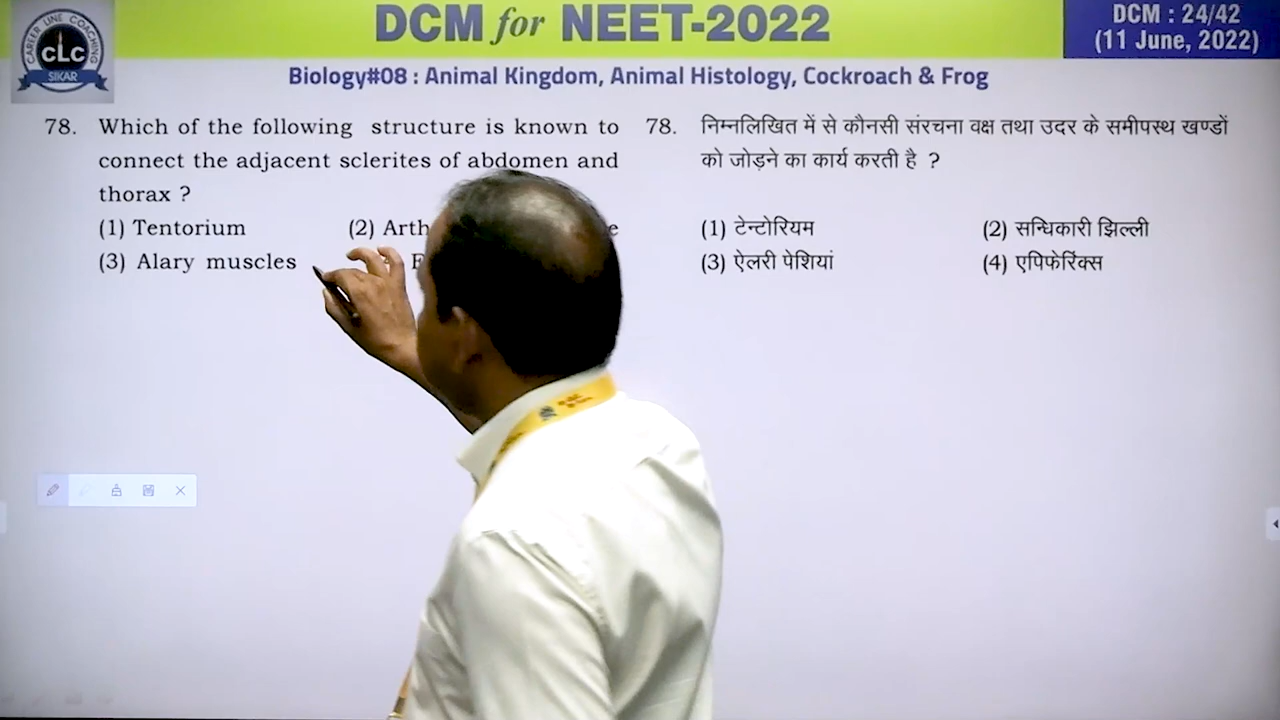 CAREER LINE COACHING
CLC
SIKAR
DCM for NEET-2022
DCM : 24/42
(11 June, 2022)
Biology#08 : Animal Kingdom, Animal Histology, Cockroach & Frog
78. Which of the following structure is known to
connect the adjacent sclerites of abdomen and
thorax ?
(1) Tentorium (2)
(3) Alary muscles
78. निम्नलिखित में से कौनसी संरचना वक्ष तथा उदर के समीपस्थ खण्डों
को जोड़ने का कार्य करती है ?
(1) टेन्टोरियम (2) सन्धिकारी झिल्ली
(3) ऐलरी पेशियां (4) एपिफेरिंक्स